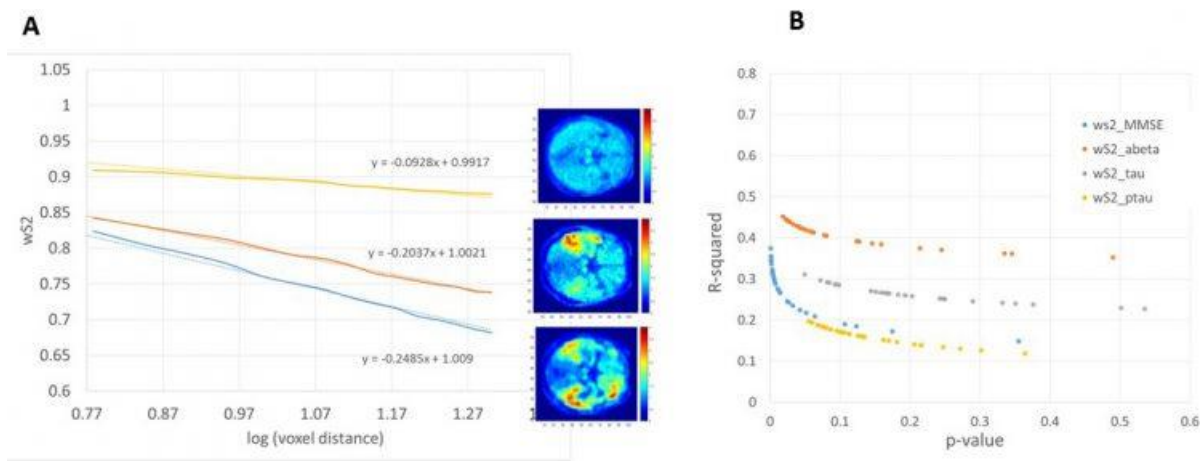 A
1.05
1
0.95
0.9
0.85
0.8
0.75
0.7
0.65
0.6
wS2
0.77 0.87 0.97 1.07 1.17 1.27
log (voxel distance)
y = -0.0928x + 0.9917
y = -0.2037x + 1.0021
y = -0.2485x + 1.009
B
0.8
0.7
0.6
0.5
0.4
0.3
0.2
0.1
0
R-squared
0 0.1 0.2 0.3 0.4 0.5 0.6
p-value
ws2_MMSE
wS2_abeta
wS2_tau
wS2_ptau